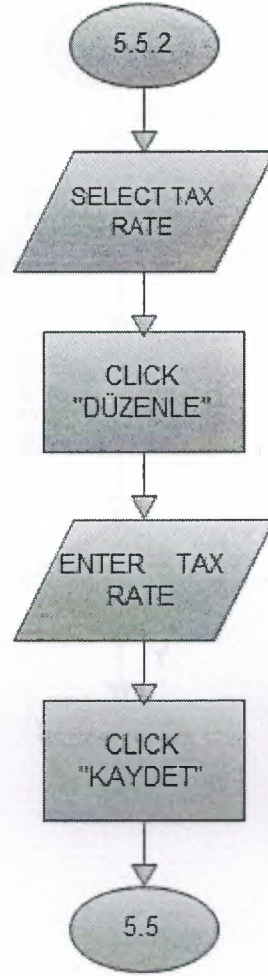 5.5.2
SELECT TAX
RATE
CLICK
"DÜZENLE"
ENTER TAX
RATE
CLICK
"KAYDET"
5.5